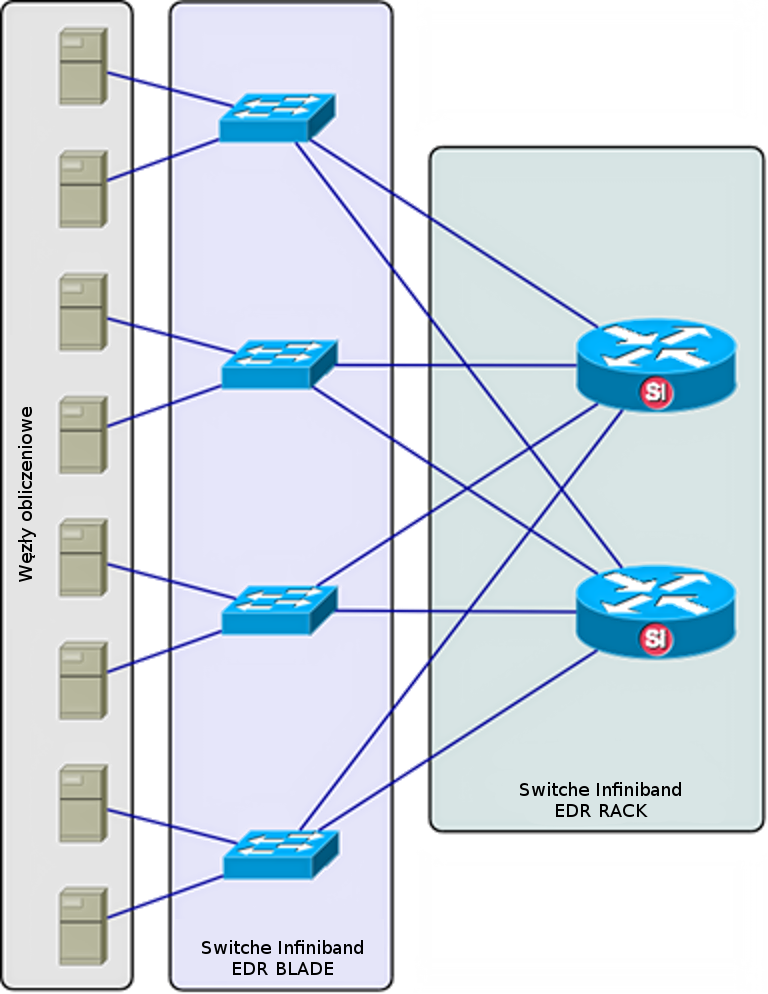 Węzły obliczeniowe
Switche Infiniband
EDR BLADE
Si
Si
Switche Infiniband
EDR RACK